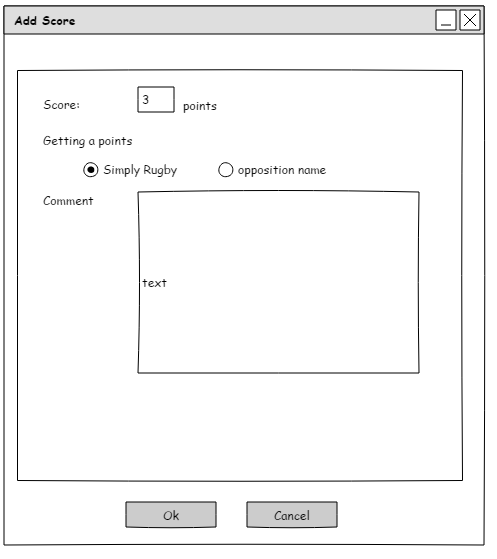 Add Score
Score: 3 points
Getting a points
Simply Rugby opposition name
Comment
text
Ok Cancel